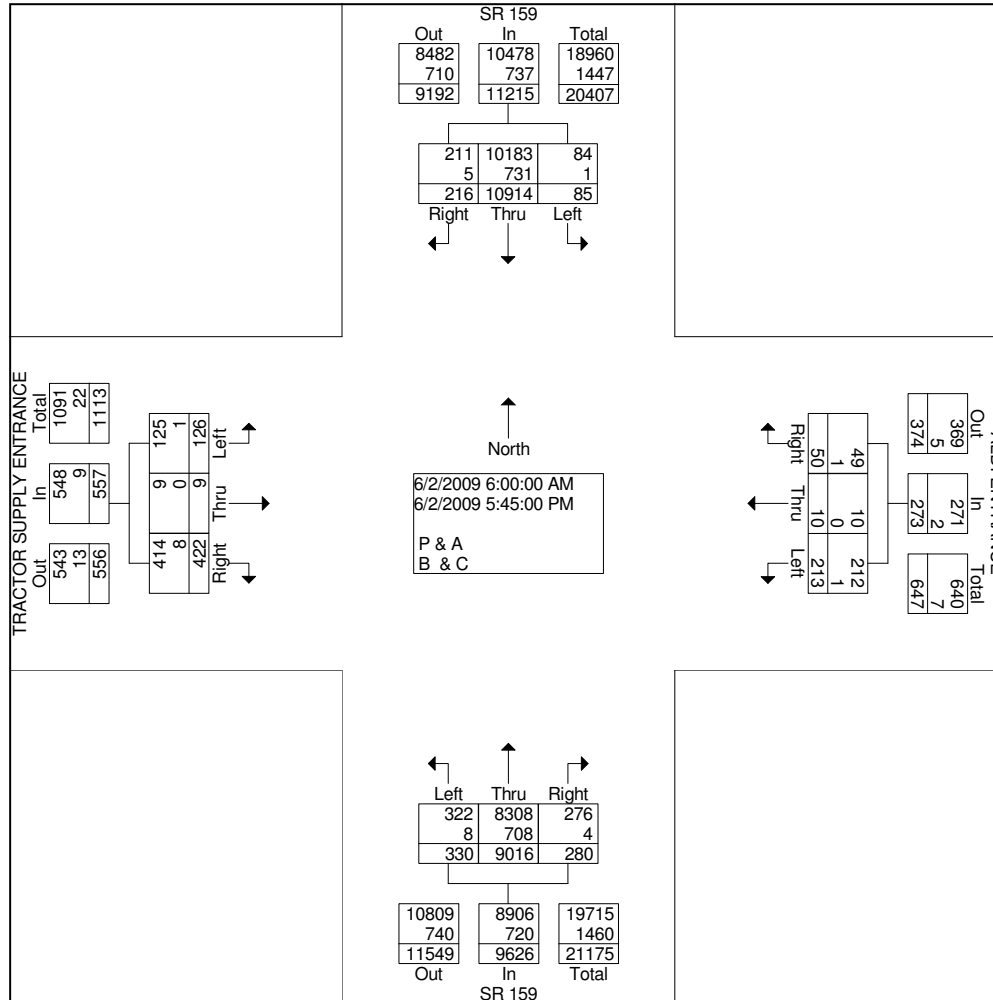 SR 159
Out In Total
8482 10478 18960
710 737 1447
9192 11215 20407
211 10183 84
5 731 1
216 10914 85
Right Thru Left
TRACTOR SUPPLY ENTRANCE
Total In Out
1091 548 543
22 9 13
1113 557 556
125 9 414
1 0 8
126 9 422
Left Thru Right
North
6/2/2009 6:00:00 AM
6/2/2009 5:45:00 PM
P & A
B & C
Right Thru Left
49 10 212
1 0 1
50 10 213
Out In Total
369 271 640
5 2 7
374 273 647
Left Thru Right
322 8308 276
8 708 4
330 9016 280
10809 8906 19715
740 720 1460
11549 9626 21175
Out In Total
SR 159